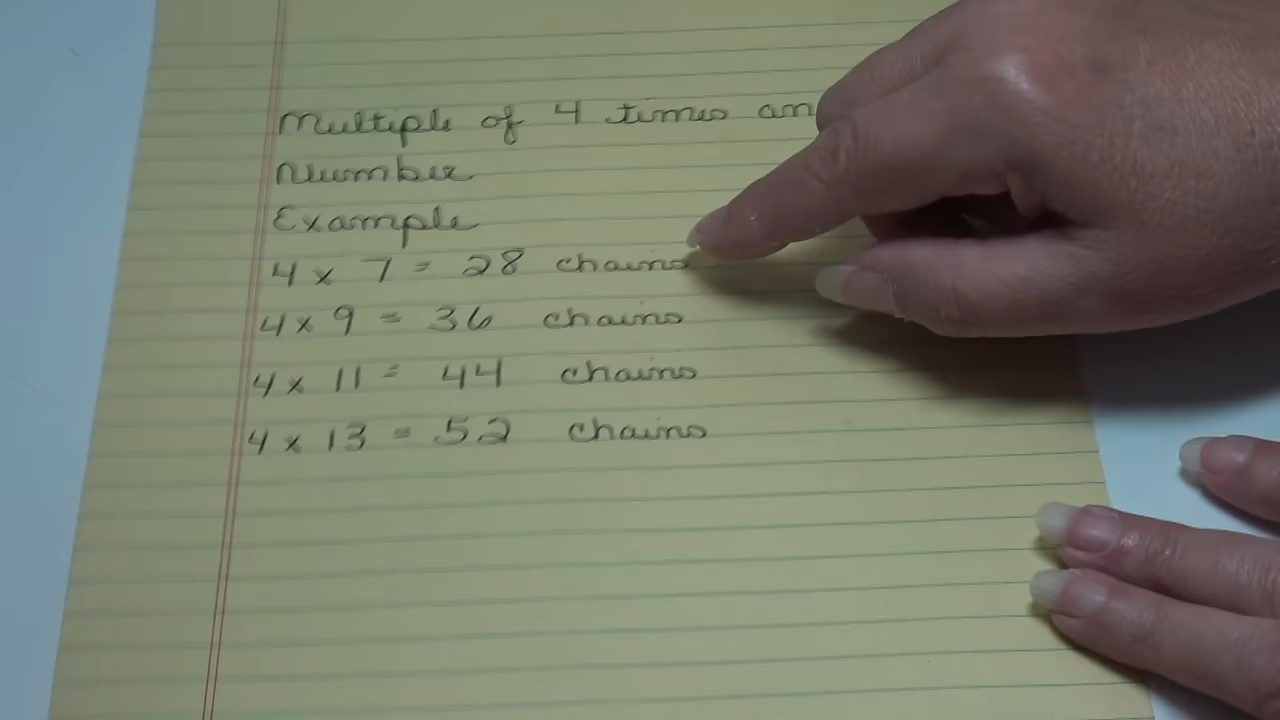 Multiple of 4 times an
Number
Example
4 x 7 = 28 chains
4 x 9 = 36 chains
4 x 11 = 44 chains
4 x 13 = 52 chains